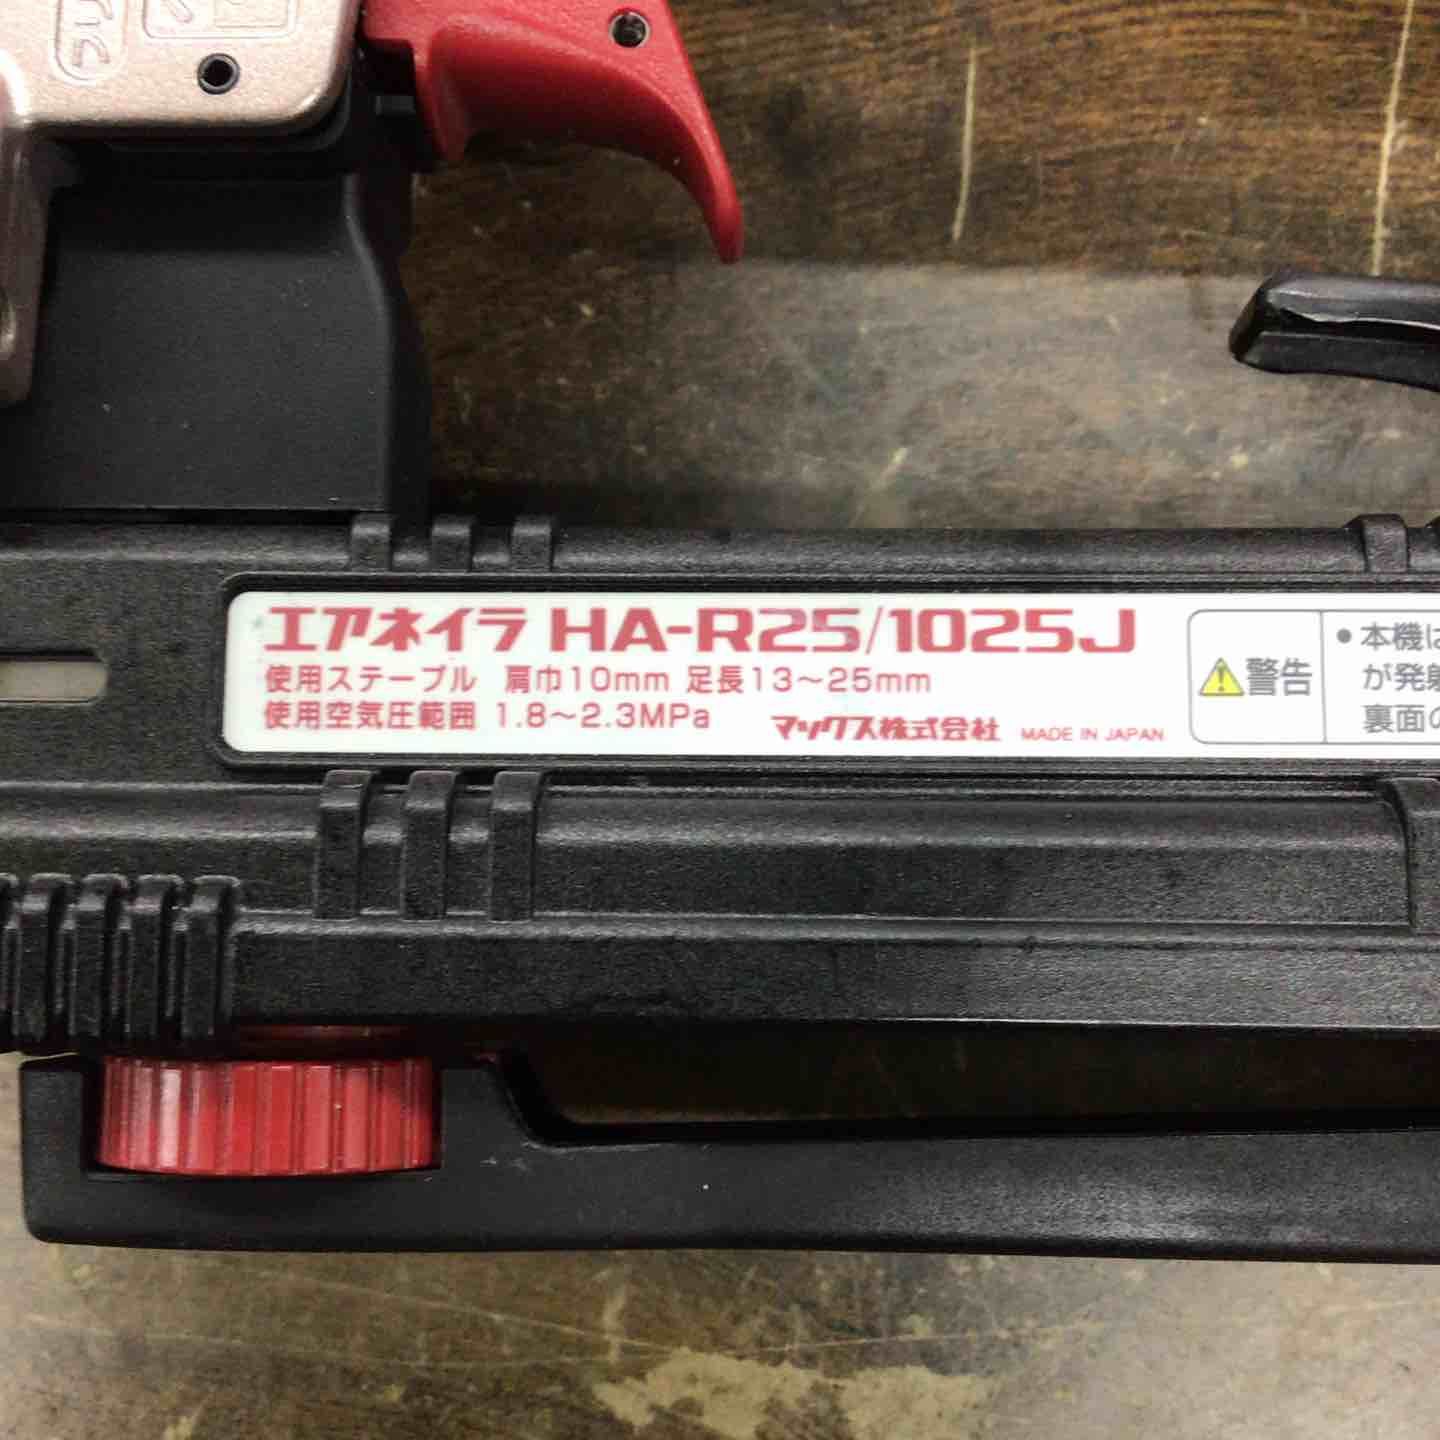 エアネイラ HA-R25/1025J
使用ステープル 肩巾10mm 足長13〜25mm
使用空気圧範囲 1.8〜2.3MPa
マックス株式会社 MADE IN JAPAN
警告
●本機は
が発射
裏面の